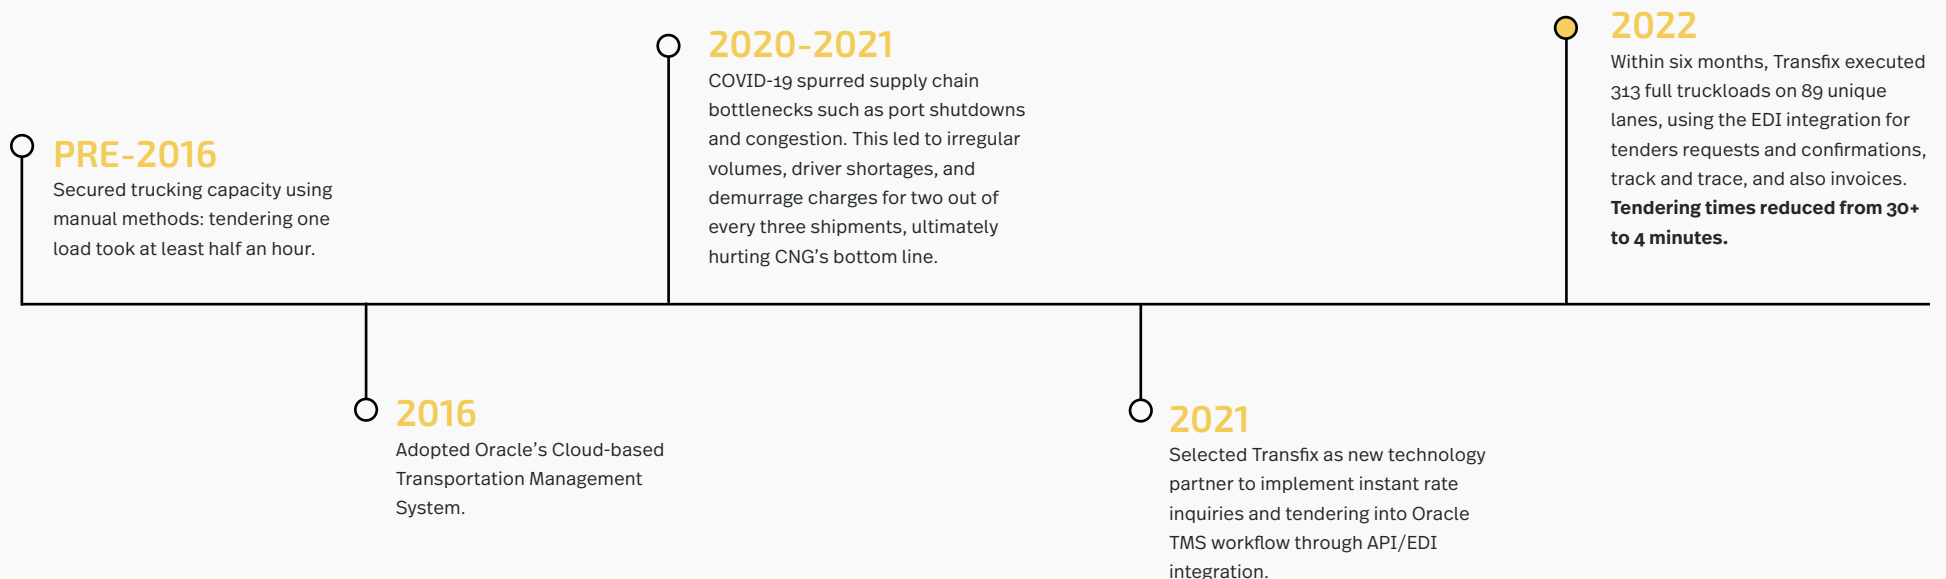 PRE-2016
Secured trucking capacity using
manual methods: tendering one
load took at least half an hour.
2016
Adopted Oracle's Cloud-based
Transportation Management
System.
2020-2021
COVID-19 spurred supply chain
bottlenecks such as port shutdowns
and congestion. This led to irregular
volumes, driver shortages, and
demurrage charges for two out of
every three shipments, ultimately
hurting CNG's bottom line.
2021
Selected Transfix as new technology
partner to implement instant rate
inquiries and tendering into Oracle
TMS workflow through API/EDI
integration.
2022
Within six months, Transfix executed
313 full truckloads on 89 unique
lanes, using the EDI integration for
tenders requests and confirmations,
track and trace, and also invoices.
Tendering times reduced from 30+
to 4 minutes.